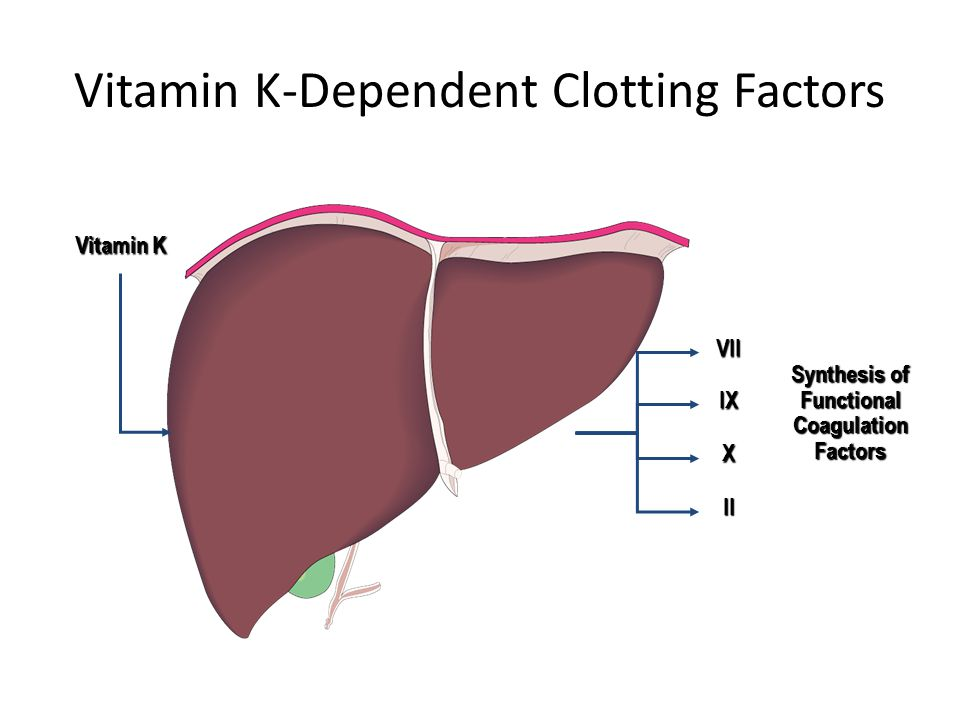 Vitamin K-Dependent Clotting Factors
Vitamin K
VII
IX
X
II
Synthesis of
Functional
Coagulation
Factors